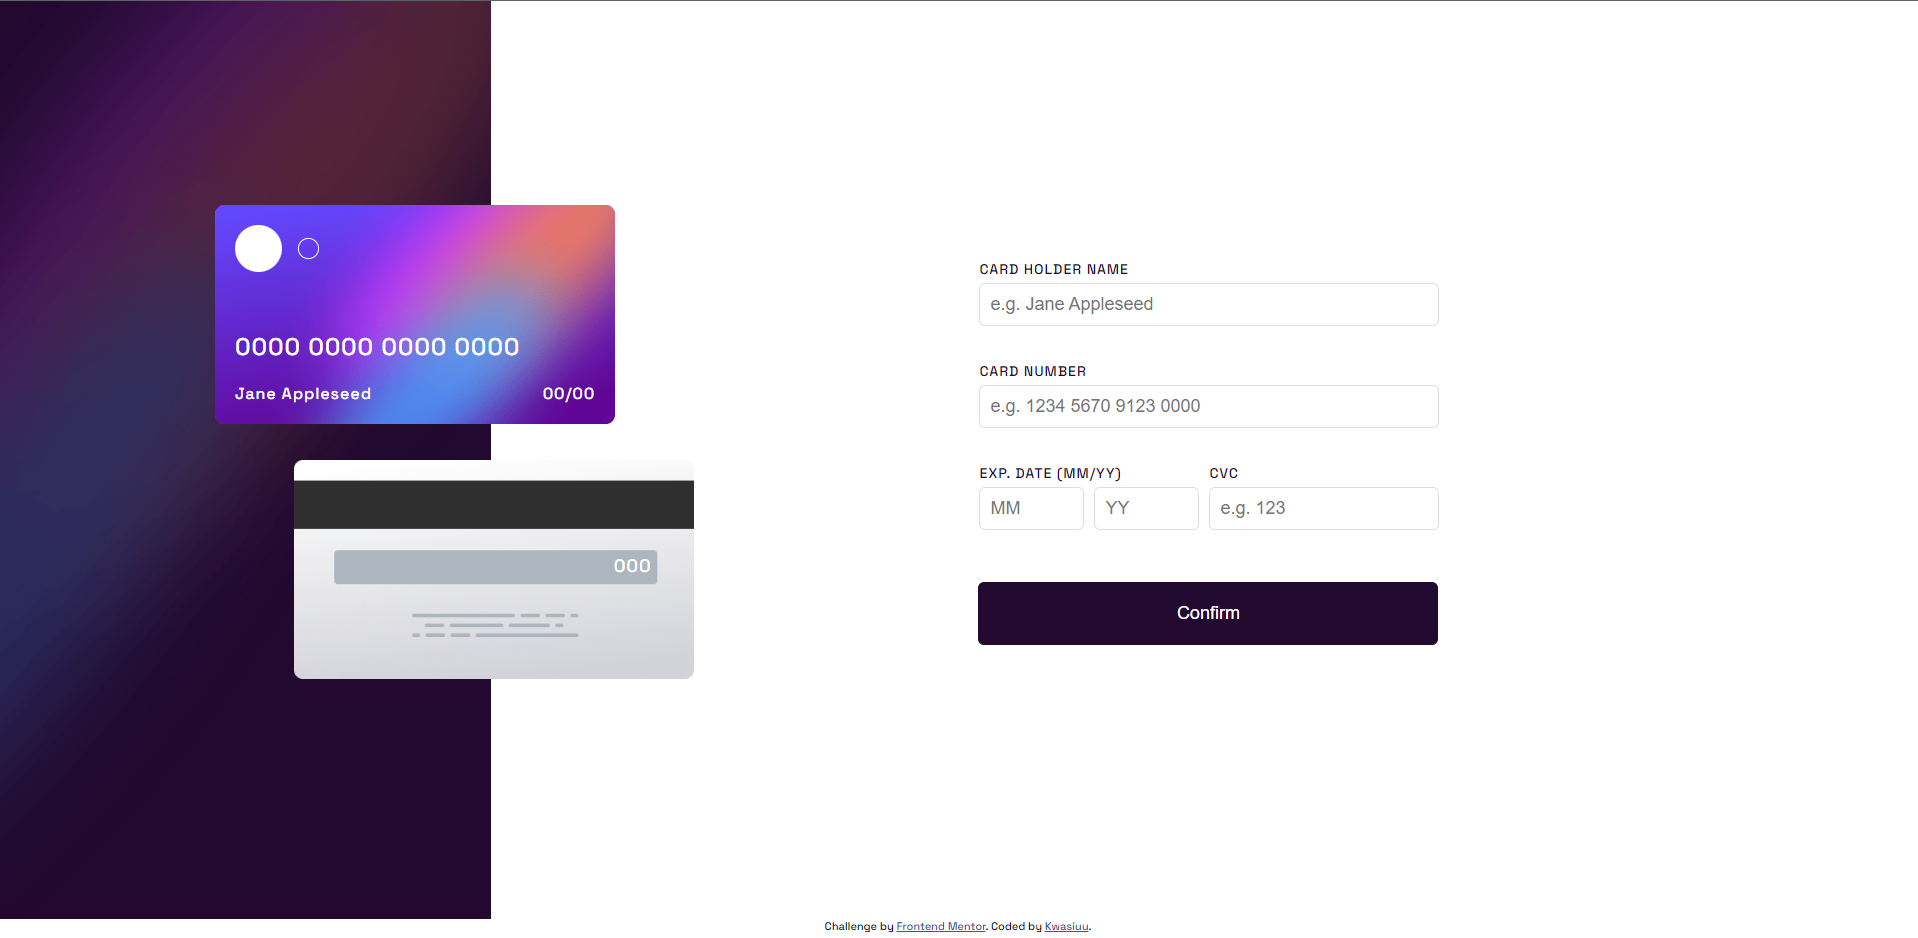 0000 0000 0000 0000
Jane Appleseed 00/00
000
CARD HOLDER NAME
e.g. Jane Appleseed
CARD NUMBER
e.g. 1234 5670 9123 0000
EXP. DATE (MM/YY) CVC
MM YY e.g. 123
Confirm
Challenge by Frontend Mentor. Coded by Kwasiuu.